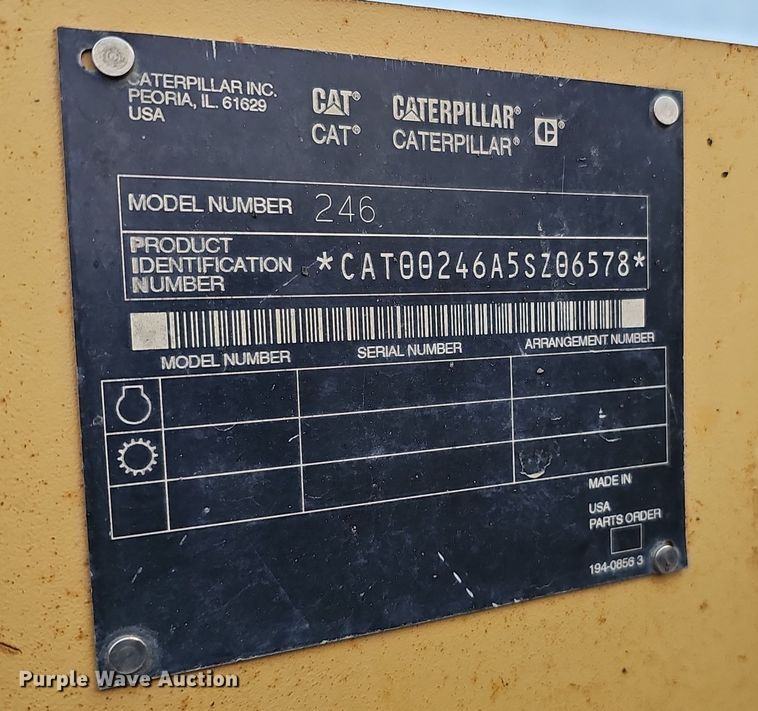 CATERPILLAR INC.
PEORIA, IL. 61629
USA
CAT® CATERPILLAR®
CAT® CATERPILLAR®
MODEL NUMBER 246
PRODUCT
IDENTIFICATION
NUMBER
*CAT00246A5SZ06578*
MODEL NUMBER SERIAL NUMBER ARRANGEMENT NUMBER
MADE IN
USA
PARTS ORDER
194-0856 3
Purple Wave Auction